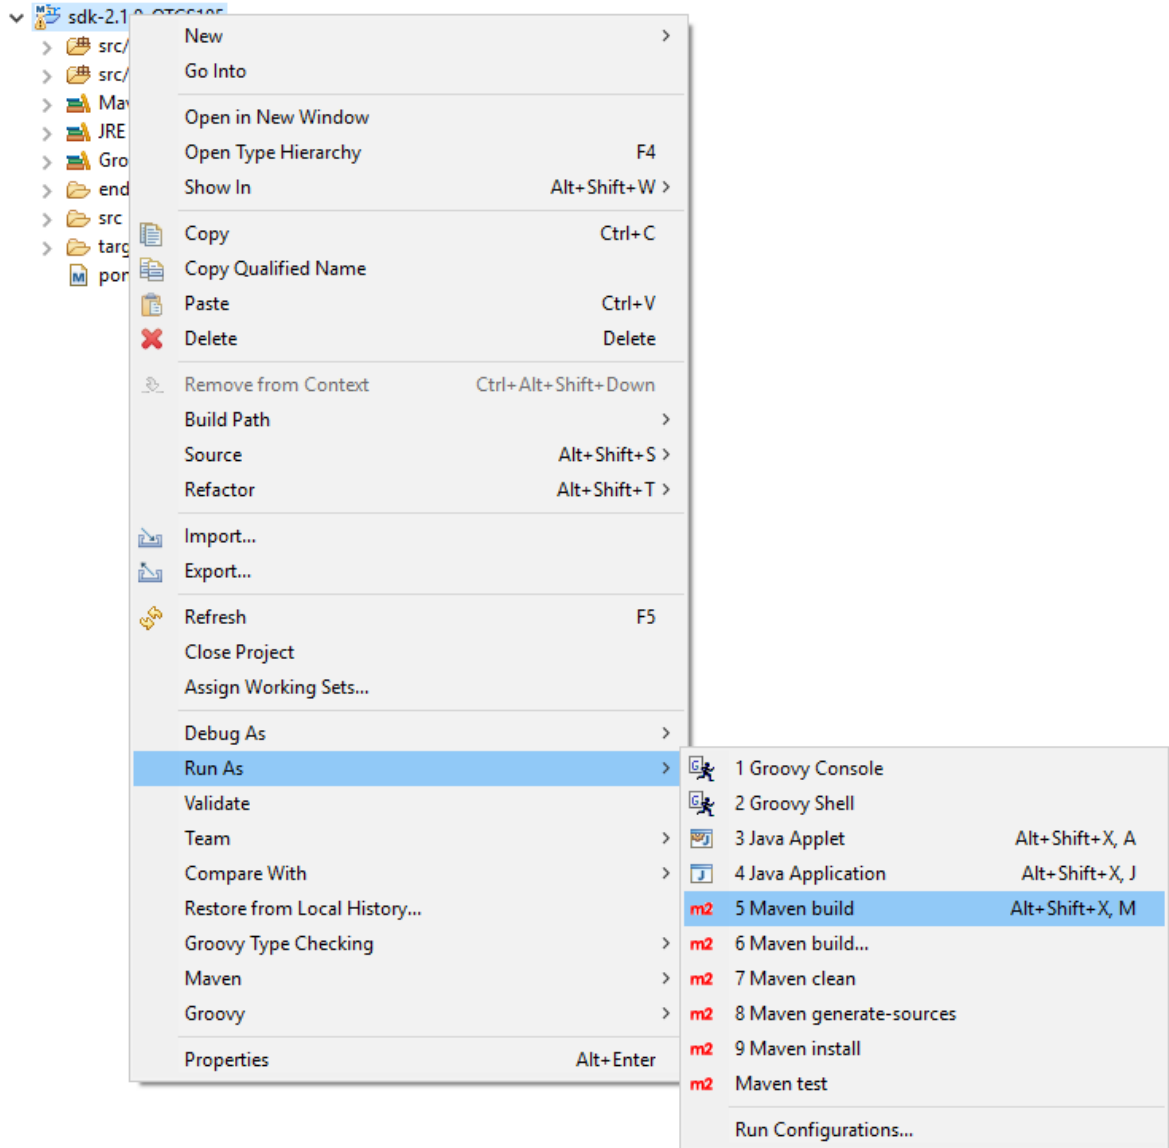 sdk-2.1
New
src/
Go Into
src/
Mav
Open in New Window
JRE
Open Type Hierarchy F4
Gro
Show In Alt+Shift+W
end
src
Copy Ctrl+C
targ
Copy Qualified Name
Paste Ctrl+V
Delete Delete
Remove from Context Ctrl+Alt+Shift+Down
Build Path
Source Alt+Shift+S
Refactor Alt+Shift+T
Import...
Export...
Refresh F5
Close Project
Assign Working Sets...
Debug As
Run As
Validate
Team
Compare With
Restore from Local History...
Groovy Type Checking
Maven
Groovy
Properties Alt+Enter
1 Groovy Console
2 Groovy Shell
3 Java Applet Alt+Shift+X, A
4 Java Application Alt+Shift+X, J
m2 5 Maven build Alt+Shift+X, M
m2 6 Maven build...
m2 7 Maven clean
m2 8 Maven generate-sources
m2 9 Maven install
m2 Maven test
Run Configurations...